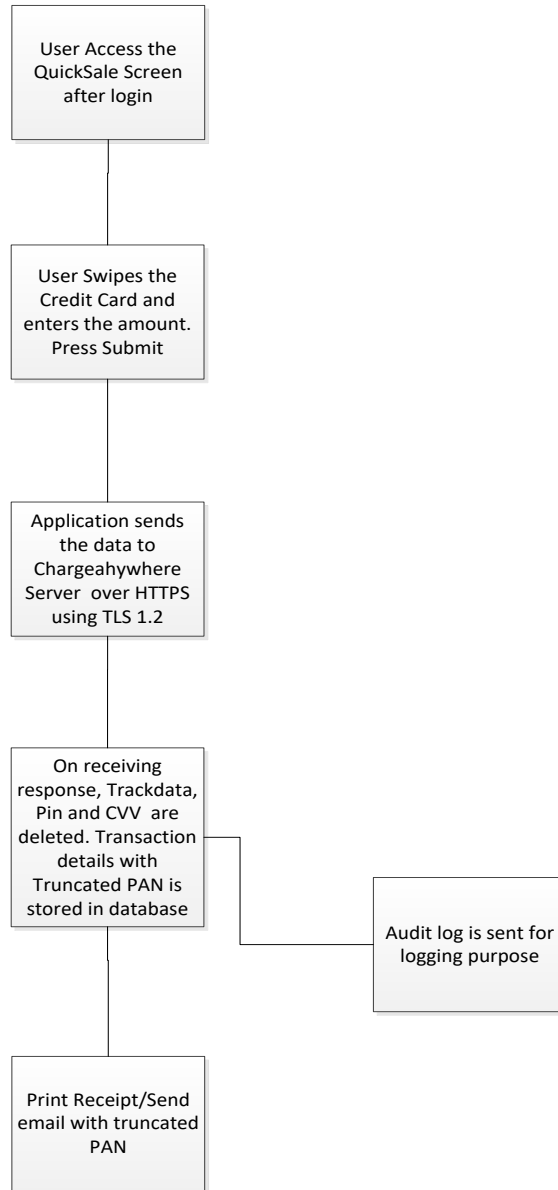 User Access the
QuickSale Screen
after login
User Swipes the
Credit Card and
enters the amount.
Press Submit
Application sends
the data to
Chargeahywhere
Server over HTTPS
using TLS 1.2
On receiving
response, Trackdata,
Pin and CVV are
deleted. Transaction
details with
Truncated PAN is
stored in database
Audit log is sent for
logging purpose
Print Receipt/Send
email with truncated
PAN